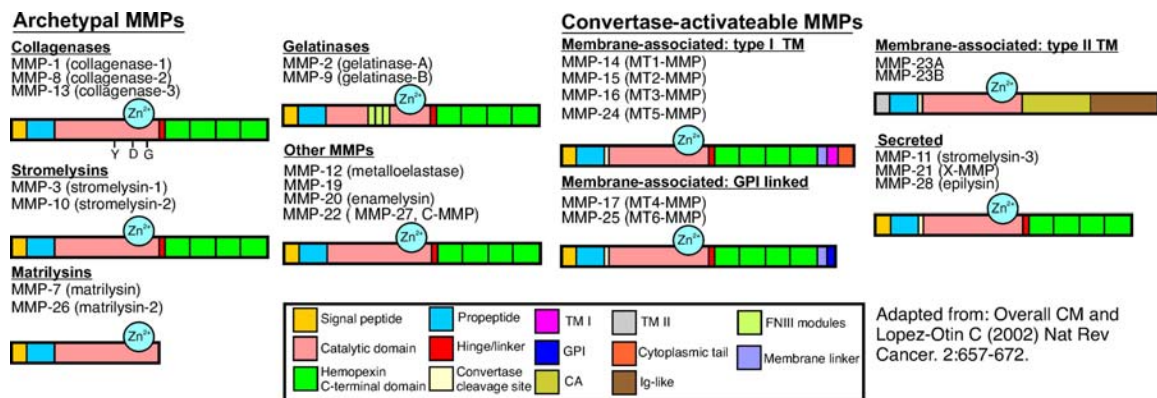 Archetypal MMPs
Collagenases
MMP-1 (collagenase-1)
MMP-8 (collagenase-2)
MMP-13 (collagenase-3)
Zn2+
Y D G
Stromelysins
MMP-3 (stromelysin-1)
MMP-10 (stromelysin-2)
Zn2+
Matrilysins
MMP-7 (matrilysin)
MMP-26 (matrilysin-2)
Zn2+
Gelatinases
MMP-2 (gelatinase-A)
MMP-9 (gelatinase-B)
Zn2+
Other MMPs
MMP-12 (metalloelastase)
MMP-19
MMP-20 (enamelysin)
MMP-22 ( MMP-27, C-MMP)
Zn2+
Convertase-activateable MMPs
Membrane-associated: type I TM
MMP-14 (MT1-MMP)
MMP-15 (MT2-MMP)
MMP-16 (MT3-MMP)
MMP-24 (MT5-MMP)
Zn2+
Membrane-associated: GPI linked
MMP-17 (MT4-MMP)
MMP-25 (MT6-MMP)
Zn2+
Membrane-associated: type II TM
MMP-23A
MMP-23B
Zn2+
Secreted
MMP-11 (stromelysin-3)
MMP-21 (X-MMP)
MMP-28 (epilysin)
Zn2+
Signal peptide
Catalytic domain
Hemopexin
C-terminal domain
Propeptide
Hinge/linker
Convertase
cleavage site
TM I
GPI
CA
TM II
Cytoplasmic tail
Ig-like
FNIII modules
Membrane linker
Adapted from: Overall CM and
Lopez-Otin C (2002) Nat Rev
Cancer. 2:657-672.